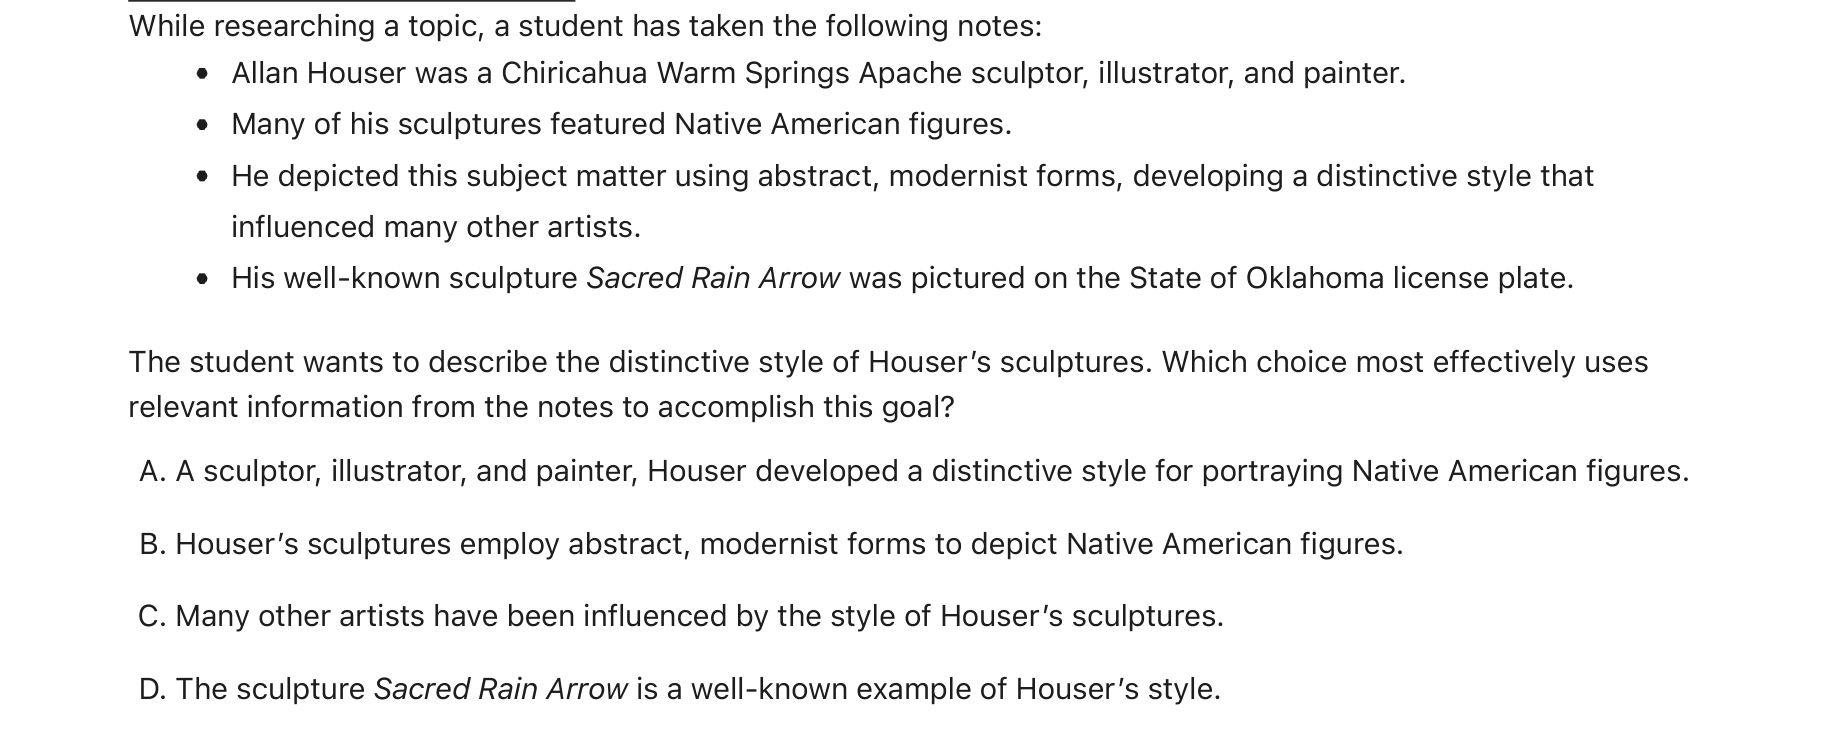 While researching a topic, a student has taken the following notes:
• Allan Houser was a Chiricahua Warm Springs Apache sculptor, illustrator, and painter.
• Many of his sculptures featured Native American figures.
• He depicted this subject matter using abstract, modernist forms, developing a distinctive style that
influenced many other artists.
• His well-known sculpture Sacred Rain Arrow was pictured on the State of Oklahoma license plate.
The student wants to describe the distinctive style of Houser’s sculptures. Which choice most effectively uses
relevant information from the notes to accomplish this goal?
A. A sculptor, illustrator, and painter, Houser developed a distinctive style for portraying Native American figures.
B. Houser’s sculptures employ abstract, modernist forms to depict Native American figures.
C. Many other artists have been influenced by the style of Houser’s sculptures.
D. The sculpture Sacred Rain Arrow is a well-known example of Houser’s style.